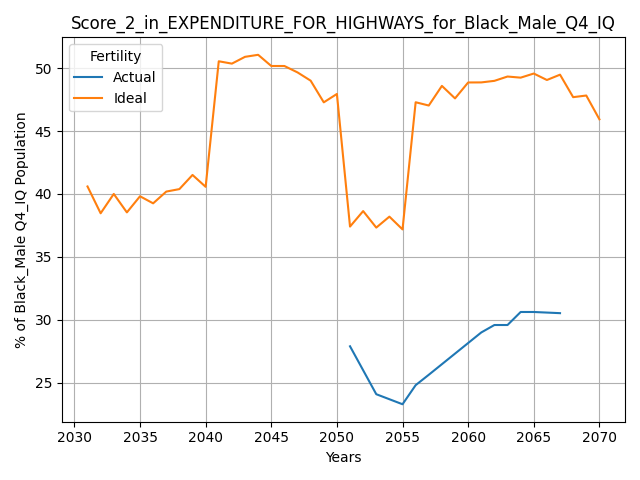 Score_2_in_EXPENDITURE_FOR_HIGHWAYS_for_Black_Male_Q4_IQ
Fertility
Actual
Ideal
% of Black_Male Q4_IQ Population
50
45
40
35
30
25
2030
2035
2040
2045
2050
2055
2060
2065
2070
Years